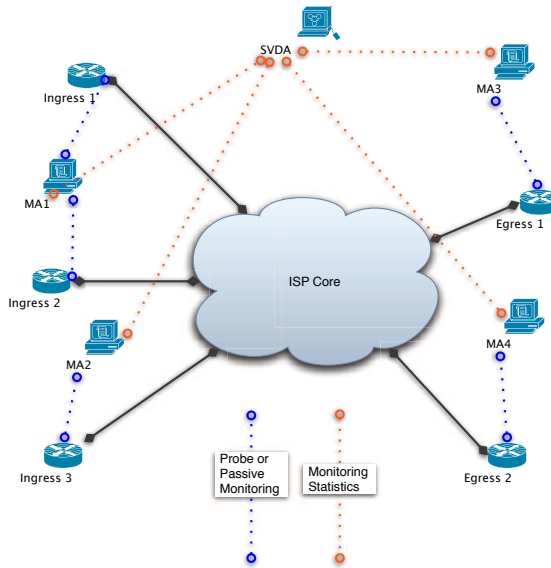 SVDA
Ingress 1
MA3
MA1
Egress 1
ISP Core
Ingress 2
MA2
MA4
Probe or
Passive
Monitoring
Monitoring
Statistics
Ingress 3
Egress 2